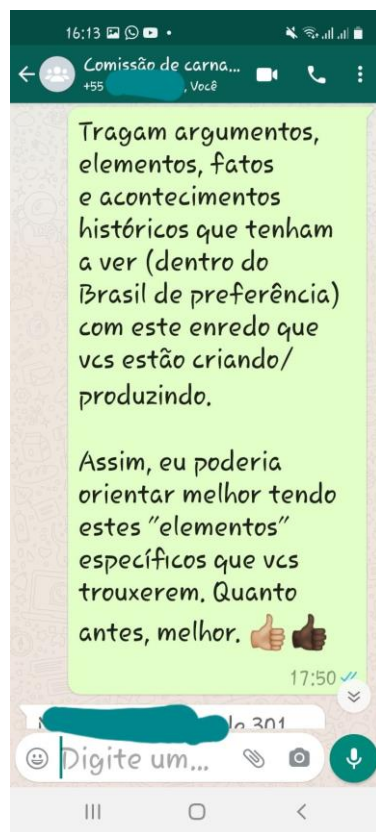 16:13
Comissão de carna...
+55 , Você
Tragam argumentos,
elementos, fatos
e acontecimentos
históricos que tenham
a ver (dentro do
Brasil de preferência)
com este enredo que
vcs estão criando/
produzindo.
Assim, eu poderia
orientar melhor tendo
estes "elementos"
específicos que vcs
trouxerem. Quanto
antes, melhor. 👍🏼👍🏿
17:50
301
Digite um...